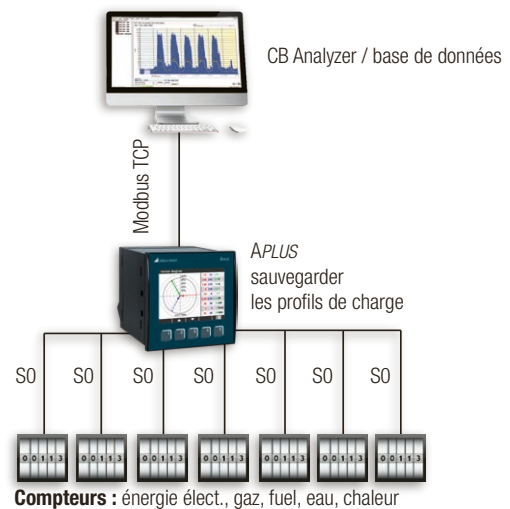 CB Analyzer / base de données
Modbus TCP
APLUS
sauvegarder
les profils de charge
S0 S0 S0 S0 S0 S0 S0
00113 00113 00113 00113 00113 00113 00113
Compteurs : énergie élect., gaz, fuel, eau, chaleur